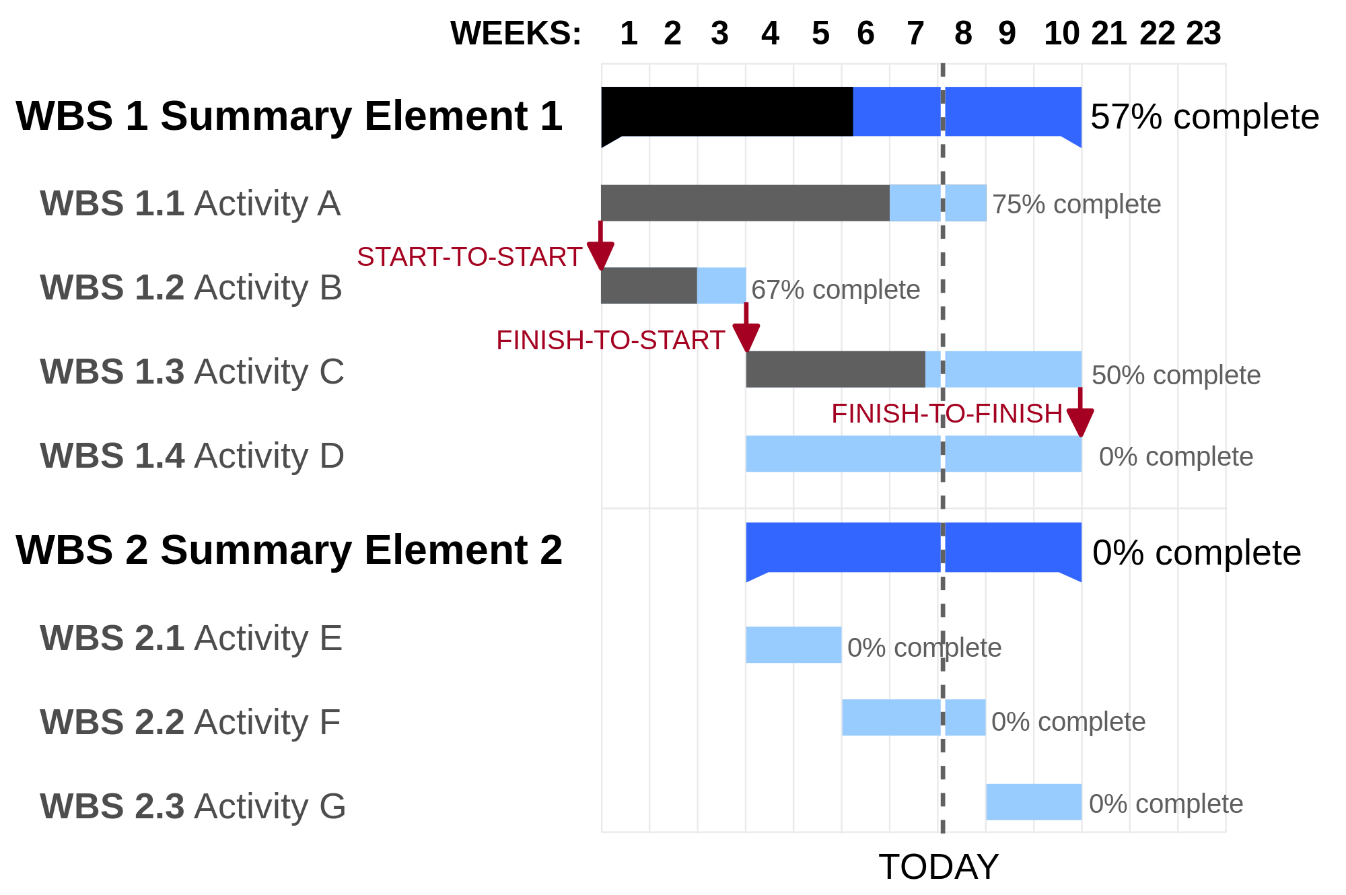 WEEKS: 1 2 3 4 5 6 7 8 9 10 21 22 23
WBS 1 Summary Element 1 57% complete
WBS 1.1 Activity A 75% complete
START-TO-START
WBS 1.2 Activity B 67% complete
FINISH-TO-START
WBS 1.3 Activity C 50% complete
FINISH-TO-FINISH
WBS 1.4 Activity D 0% complete
WBS 2 Summary Element 2 0% complete
WBS 2.1 Activity E 0% complete
WBS 2.2 Activity F 0% complete
WBS 2.3 Activity G 0% complete
TODAY